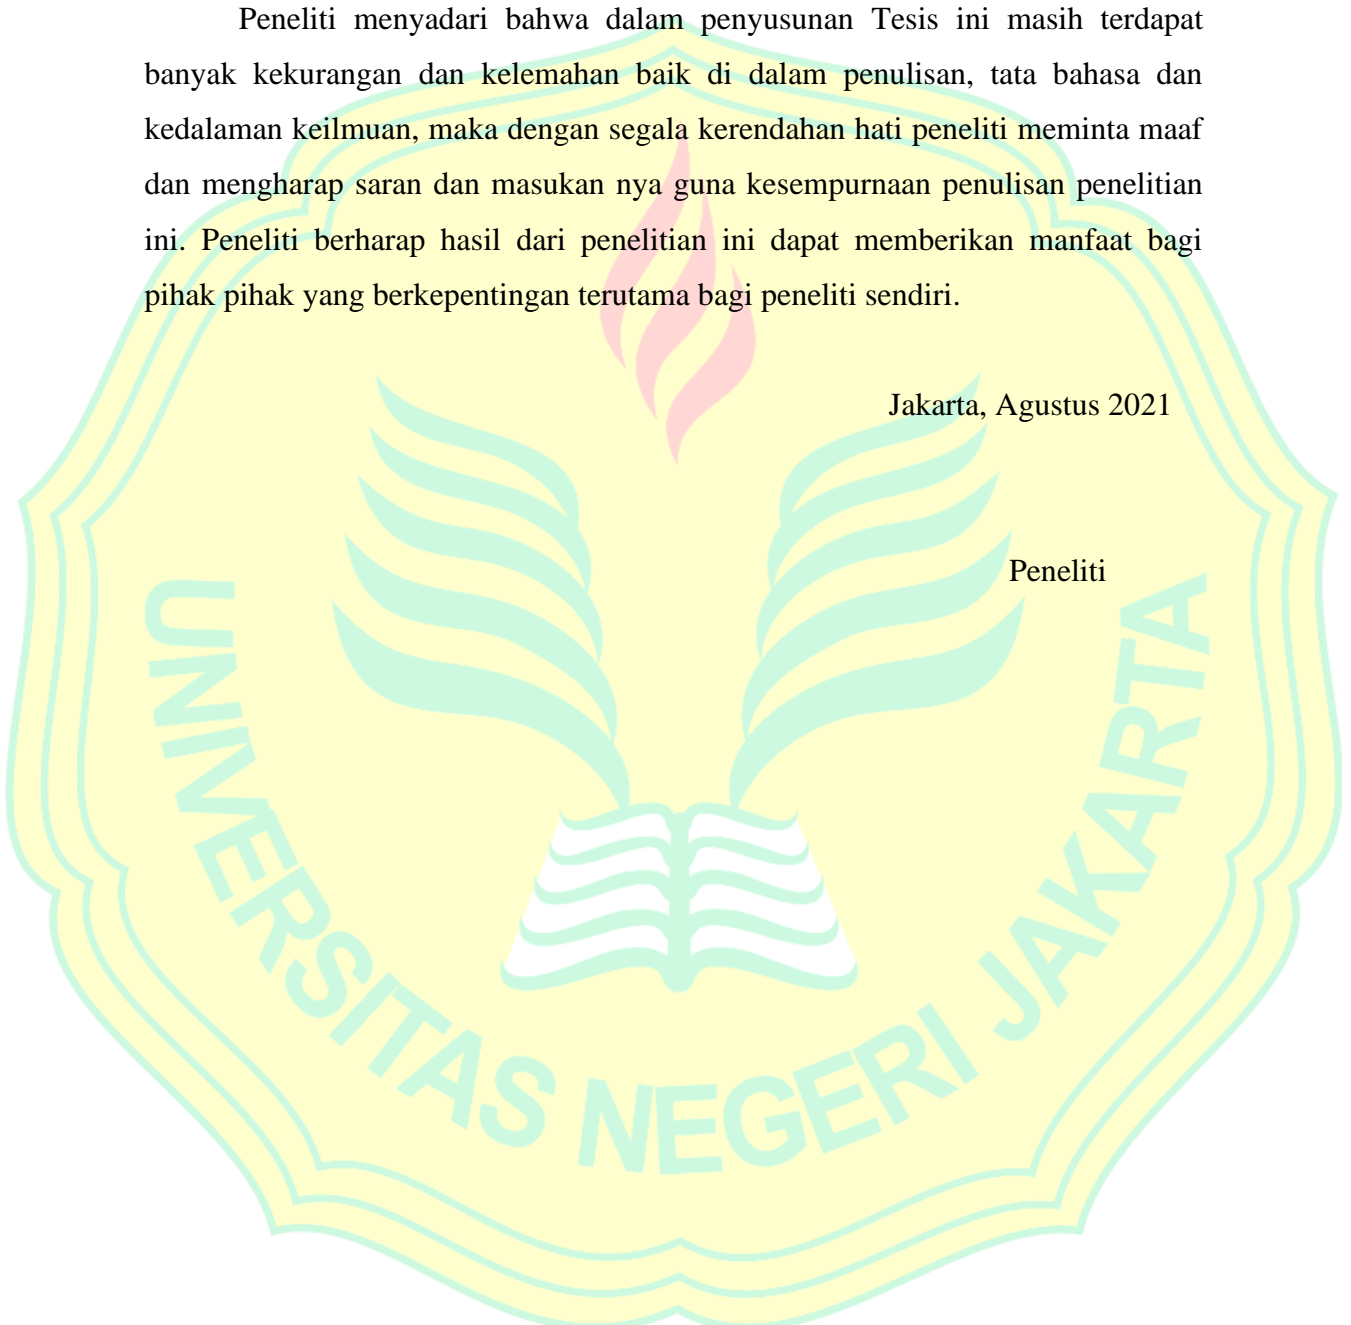 Peneliti menyadari bahwa dalam penyusunan Tesis ini masih terdapat
banyak kekurangan dan kelemahan baik di dalam penulisan, tata bahasa dan
kedalaman keilmuan, maka dengan segala kerendahan hati peneliti meminta maaf
dan mengharap saran dan masukan nya guna kesempurnaan penulisan penelitian
ini. Peneliti berharap hasil dari penelitian ini dapat memberikan manfaat bagi
pihak pihak yang berkepentingan terutama bagi peneliti sendiri.
Jakarta, Agustus 2021
Peneliti
UNIVERSITAS NEGERI JAKARTA